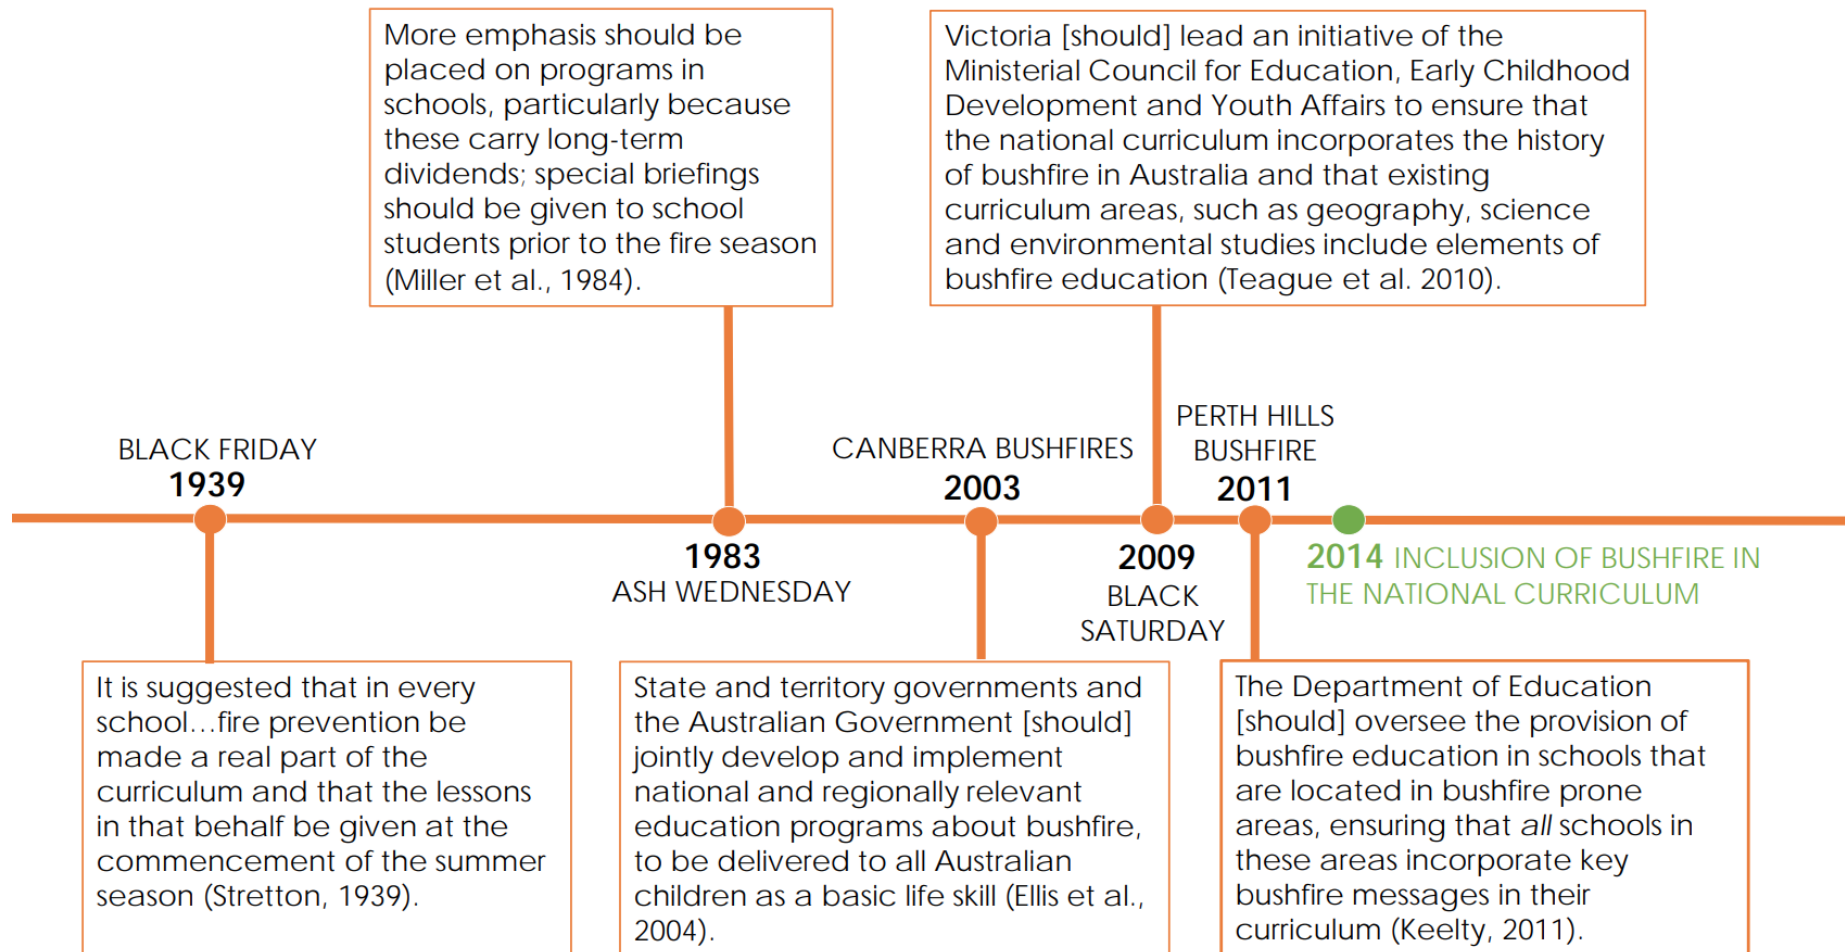 More emphasis should be
placed on programs in
schools, particularly because
these carry long-term
dividends; special briefings
should be given to school
students prior to the fire season
(Miller et al., 1984).
Victoria [should] lead an initiative of the
Ministerial Council for Education, Early Childhood
Development and Youth Affairs to ensure that
the national curriculum incorporates the history
of bushfire in Australia and that existing
curriculum areas, such as geography, science
and environmental studies include elements of
bushfire education (Teague et al. 2010).
BLACK FRIDAY
1939
1983
ASH WEDNESDAY
CANBERRA BUSHFIRES
2003
2009
BLACK
SATURDAY
PERTH HILLS
BUSHFIRE
2011
2014 INCLUSION OF BUSHFIRE IN
THE NATIONAL CURRICULUM
It is suggested that in every
school…fire prevention be
made a real part of the
curriculum and that the lessons
in that behalf be given at the
commencement of the summer
season (Stretton, 1939).
State and territory governments and
the Australian Government [should]
jointly develop and implement
national and regionally relevant
education programs about bushfire,
to be delivered to all Australian
children as a basic life skill (Ellis et al.,
2004).
The Department of Education
[should] oversee the provision of
bushfire education in schools that
are located in bushfire prone
areas, ensuring that all schools in
these areas incorporate key
bushfire messages in their
curriculum (Keelty, 2011).